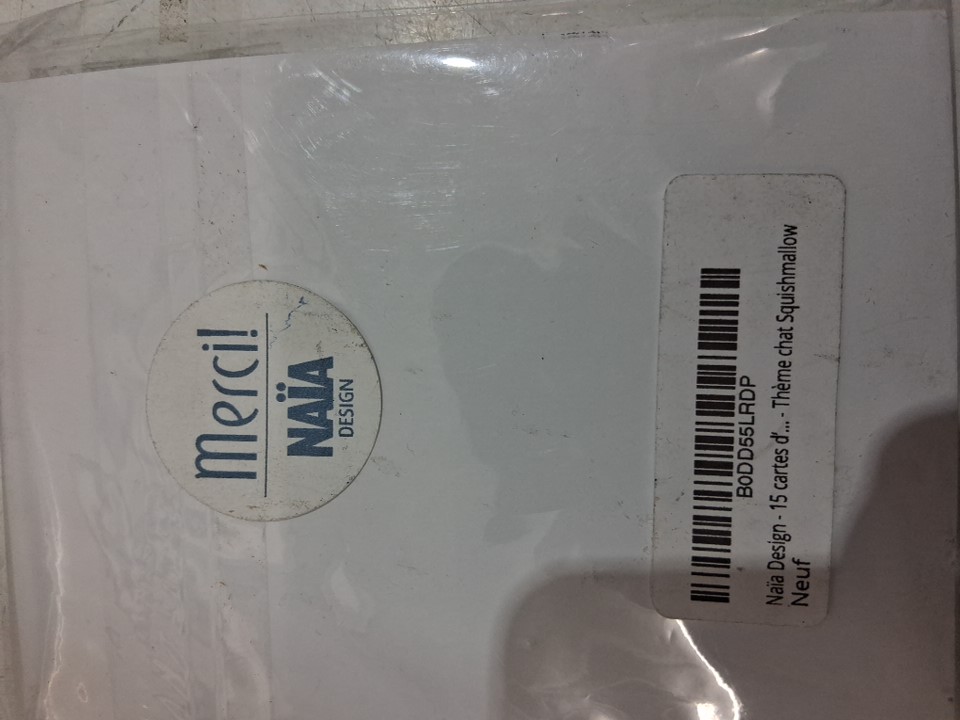 Merci!
NAÏA
DESIGN
B0DD55LRDP
Naïa Design - 15 cartes d'... - Thème chat Squishmallow
Neuf